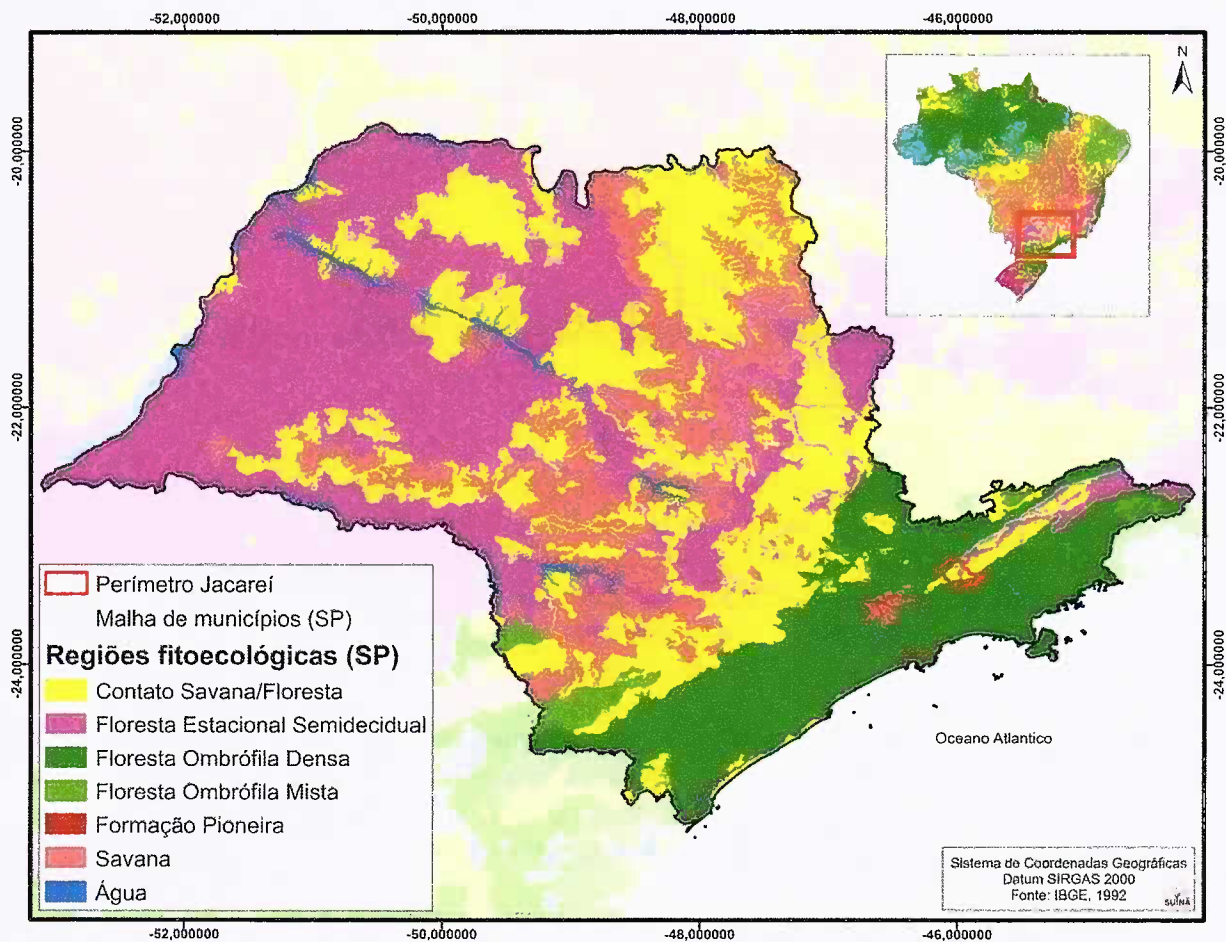 -52,000000
-50,000000
-48,000000
-46,000000
N
-20,000000
-20,000000
-22,000000
-22,000000
-24,000000
-24,000000
Oceano Atlantico
Perímetro Jacareí
Malha de municípios (SP)
Regiões fitoecológicas (SP)
Contato Savana/Floresta
Floresta Estacional Semidecidual
Floresta Ombrófila Densa
Floresta Ombrófila Mista
Formação Pioneira
Savana
Água
Sistema de Coordenadas Geográficas
Datum SIRGAS 2000
Fonte: IBGE, 1992
SUINÃ
-52,000000
-50,000000
-48,000000
-46,000000